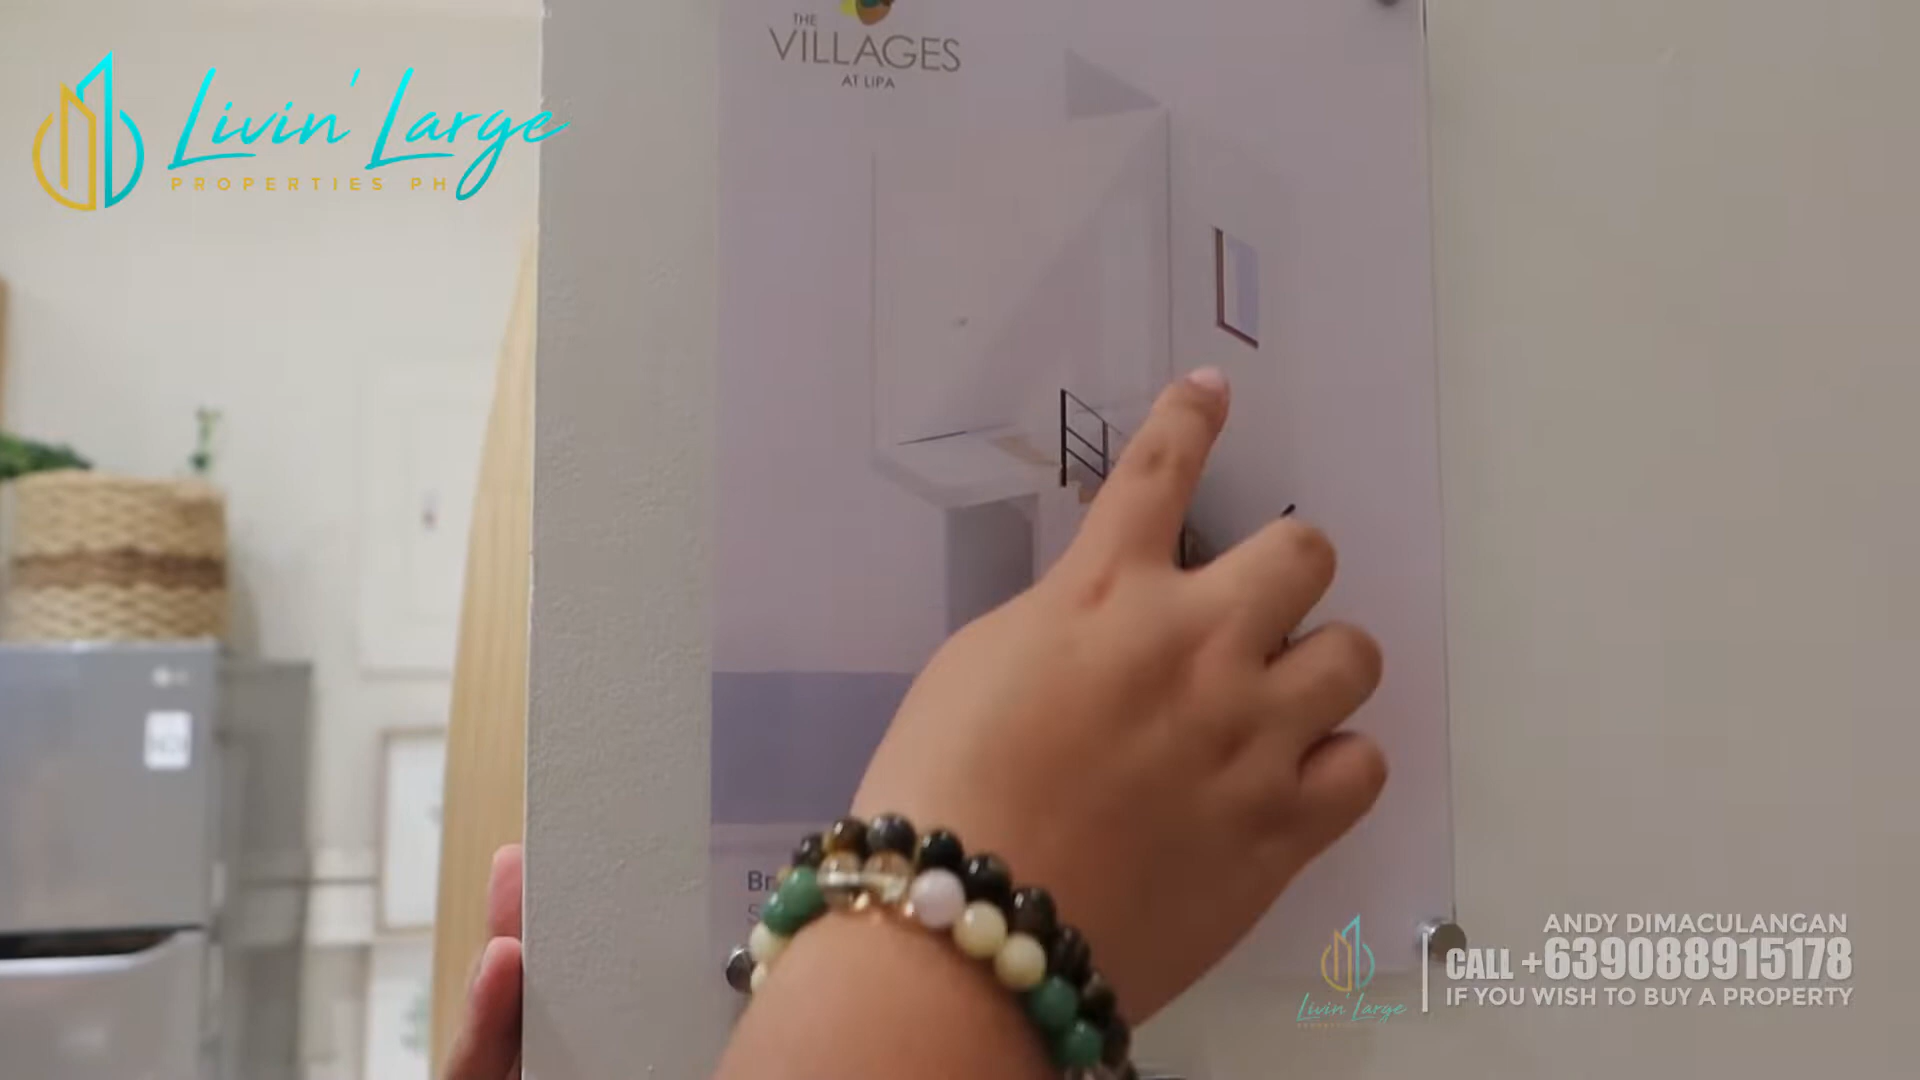 THE
VILLAGES
AT LIPA
Livin' Large
PROPERTIES PH
ANDY DIMACULANGAN
CALL +639088915178
IF YOU WISH TO BUY A PROPERTY
Livin' Large